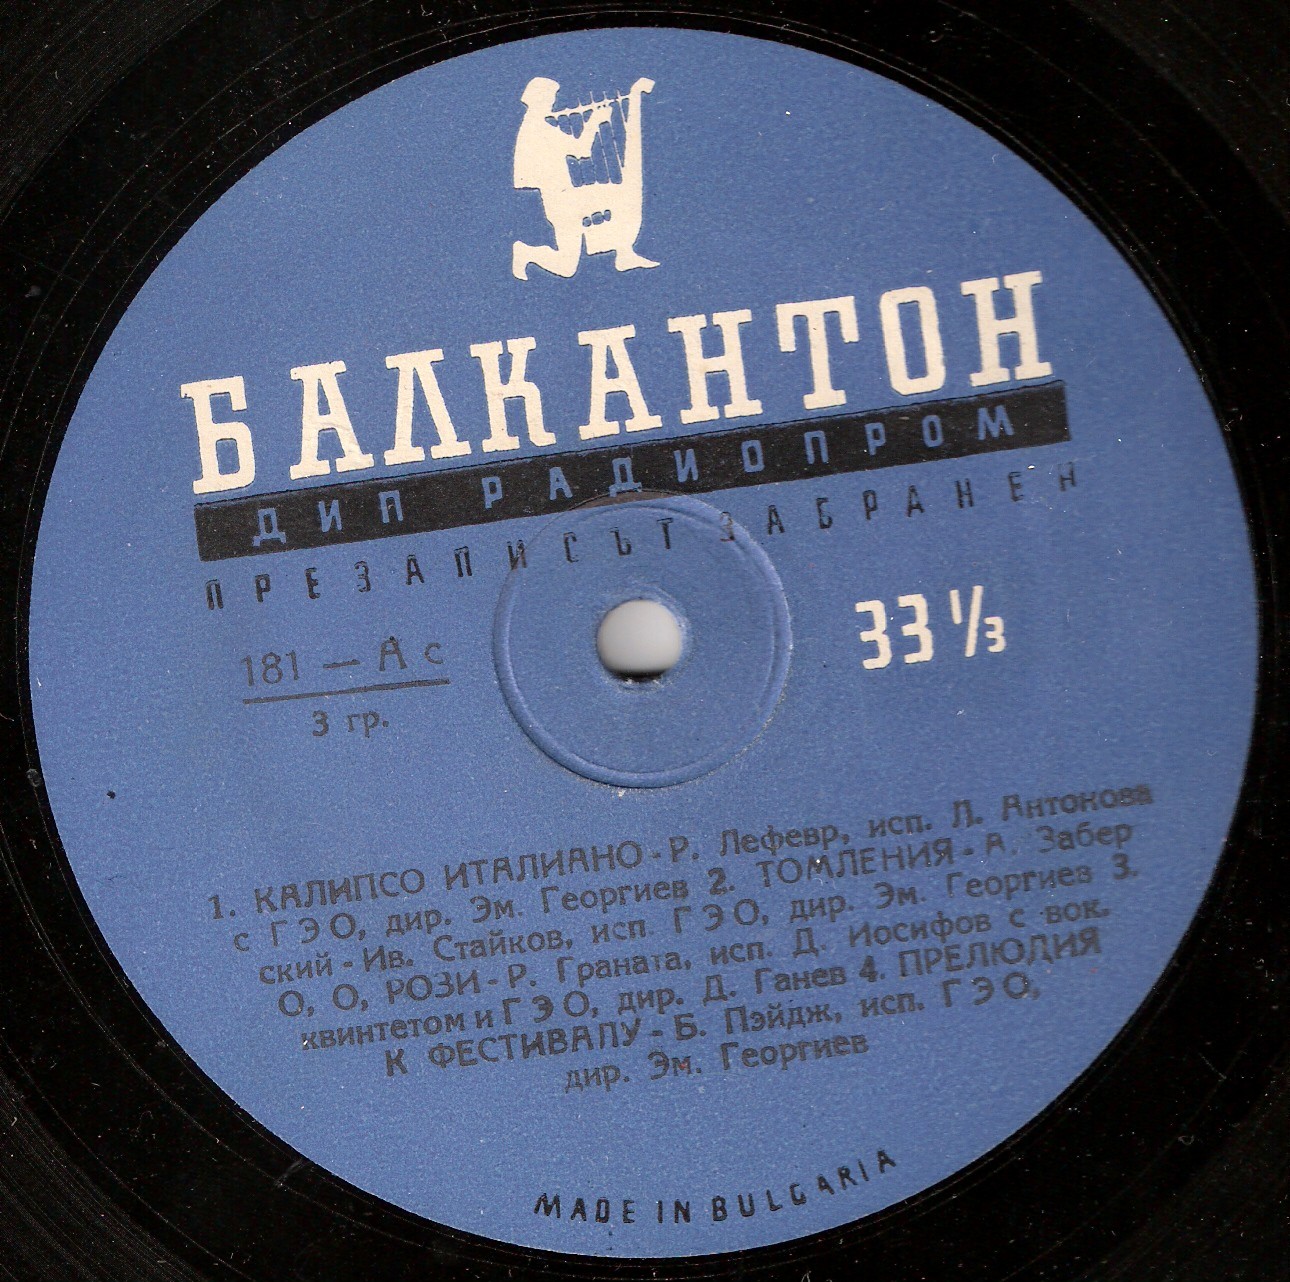 БАЛКАНТОН
ДИП РАДИОПРОМ
ПРЕЗАПИСЪТ ЗАБРАНЕН
33 1/3
181 — А с
3 гр.
1. КАЛИПСО ИТАЛИАНО - Р. Лефевр, исп. Л. Антонова
с ГЭО, дир. Эм. Георгиев 2. ТОМЛЕНИЯ - А. Забер
ский - Ив. Стайков, исп. ГЭО, дир. Эм. Георгиев 3.
О, О, РОЗИ - Р. Граната, исп. Д. Иосифов с вок.
квинтетом и ГЭО, дир. Д. Ганев 4. ПРЕЛЮДИЯ
К ФЕСТИВАЛУ - Б. Пэйдж, исп. ГЭО,
дир. Эм. Георгиев
MADE IN BULGARIA